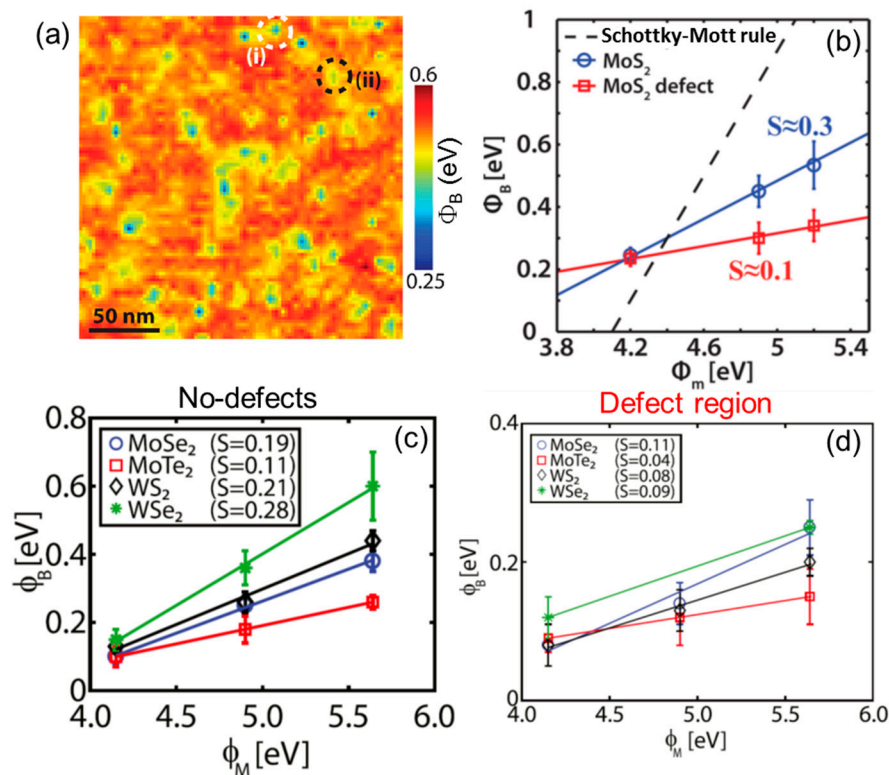 (a)
(i)
(ii)
0.6
Φ_B (eV)
0.25
50 nm
(b)
Schottky-Mott rule
MoS₂
MoS₂ defect
S≈0.3
S≈0.1
Φ_B [eV]
1
0.8
0.6
0.4
0.2
0
3.8 4.2 4.6 5 5.4
Φ_m [eV]
No-defects
(c)
MoSe₂ (S=0.19)
MoTe₂ (S=0.11)
WS₂ (S=0.21)
WSe₂ (S=0.28)
ϕ_B [eV]
0.8
0.6
0.4
0.2
0
4.0 4.5 5.0 5.5 6.0
ϕ_M [eV]
Defect region
(d)
MoSe₂ (S=0.11)
MoTe₂ (S=0.04)
WS₂ (S=0.08)
WSe₂ (S=0.09)
ϕ_B [eV]
0.4
0.2
0
4.0 4.5 5.0 5.5 6.0
ϕ_M [eV]